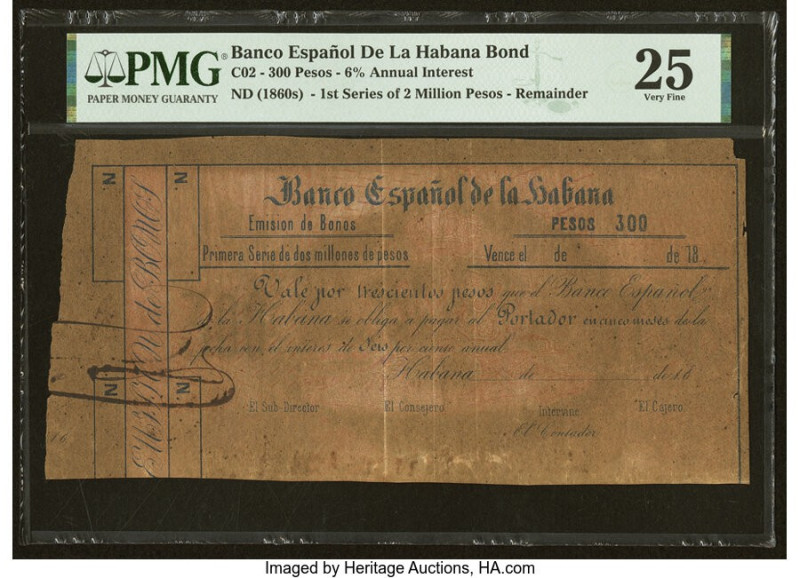 PMG
PAPER MONEY GUARANTY
Banco Español De La Habana Bond
C02 - 300 Pesos - 6% Annual Interest
ND (1860s) - 1st Series of 2 Million Pesos - Remainder
25
Very Fine
N. N.
EMISION de BONOS
Banco Español de la Habana
Emision de Bonos PESOS 300
Primera Serie de dos millones de pesos Vence el de de 18
Vale por trescientos pesos que el Banco Español
la Habana se obliga a pagar al Portador en cinco meses de la
fecha con el interes de Seis por ciento anual
Habana de de 18
El Sub-Director El Consejero Intervine El Cajero
El Contador
N. N.
16
Imaged by Heritage Auctions, HA.com